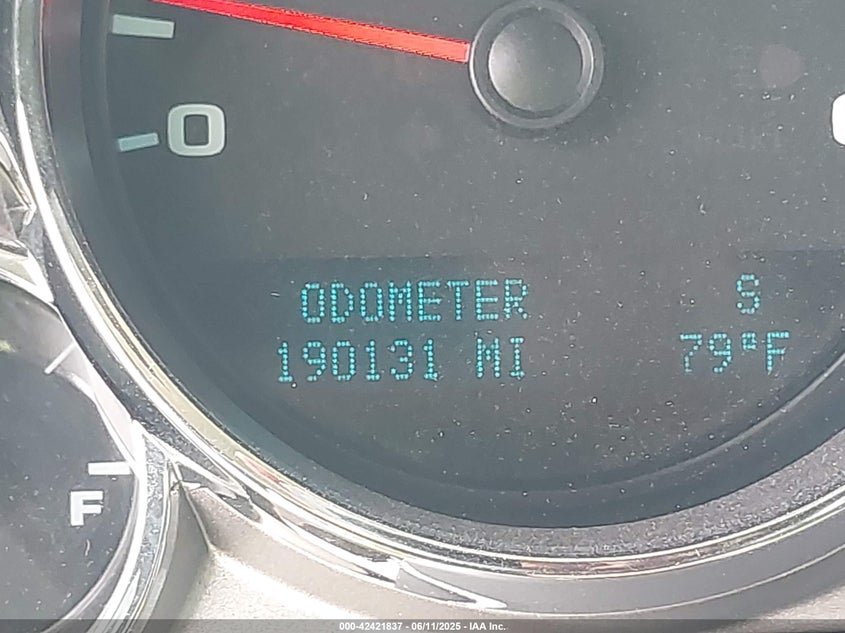 0
ODOMETER S
190131 MI 79°F
F
000-42421837 - 06/11/2025 - IAA Inc.